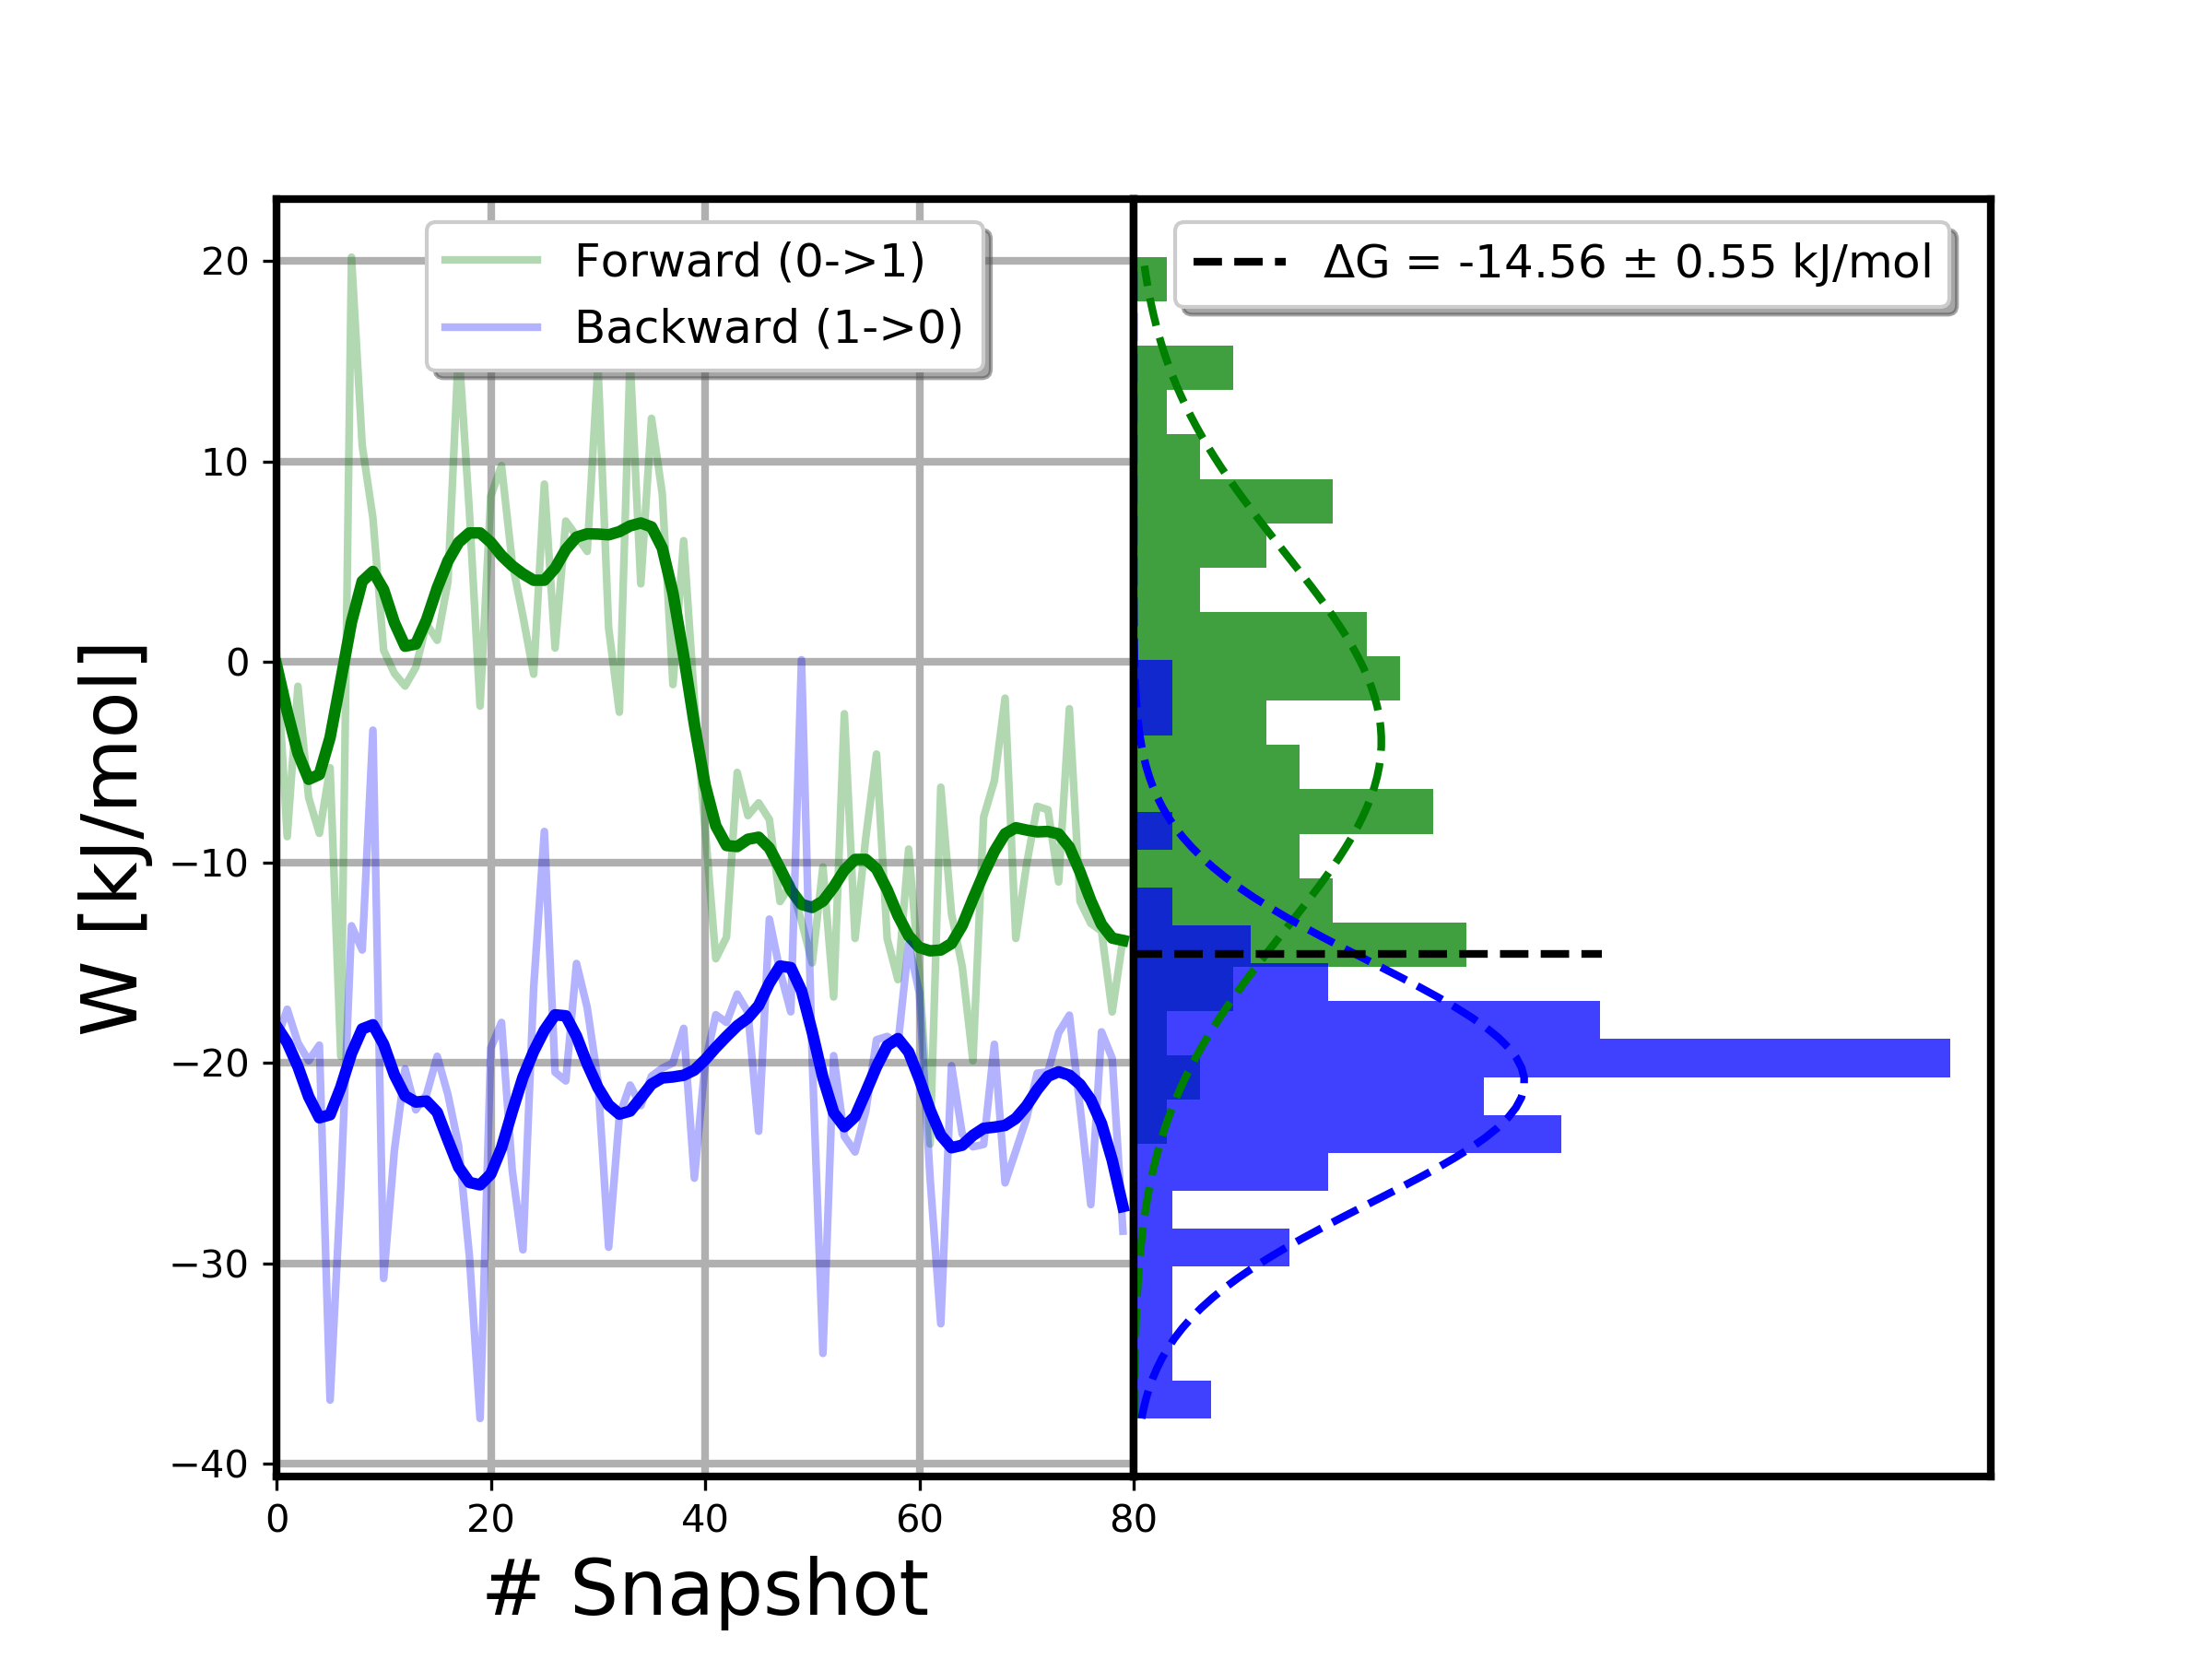 Forward (0->1)
Backward (1->0)
ΔG = -14.56 ± 0.55 kJ/mol
W [kJ/mol]
20
10
0
−10
−20
−30
−40
0 20 40 60 80
# Snapshot